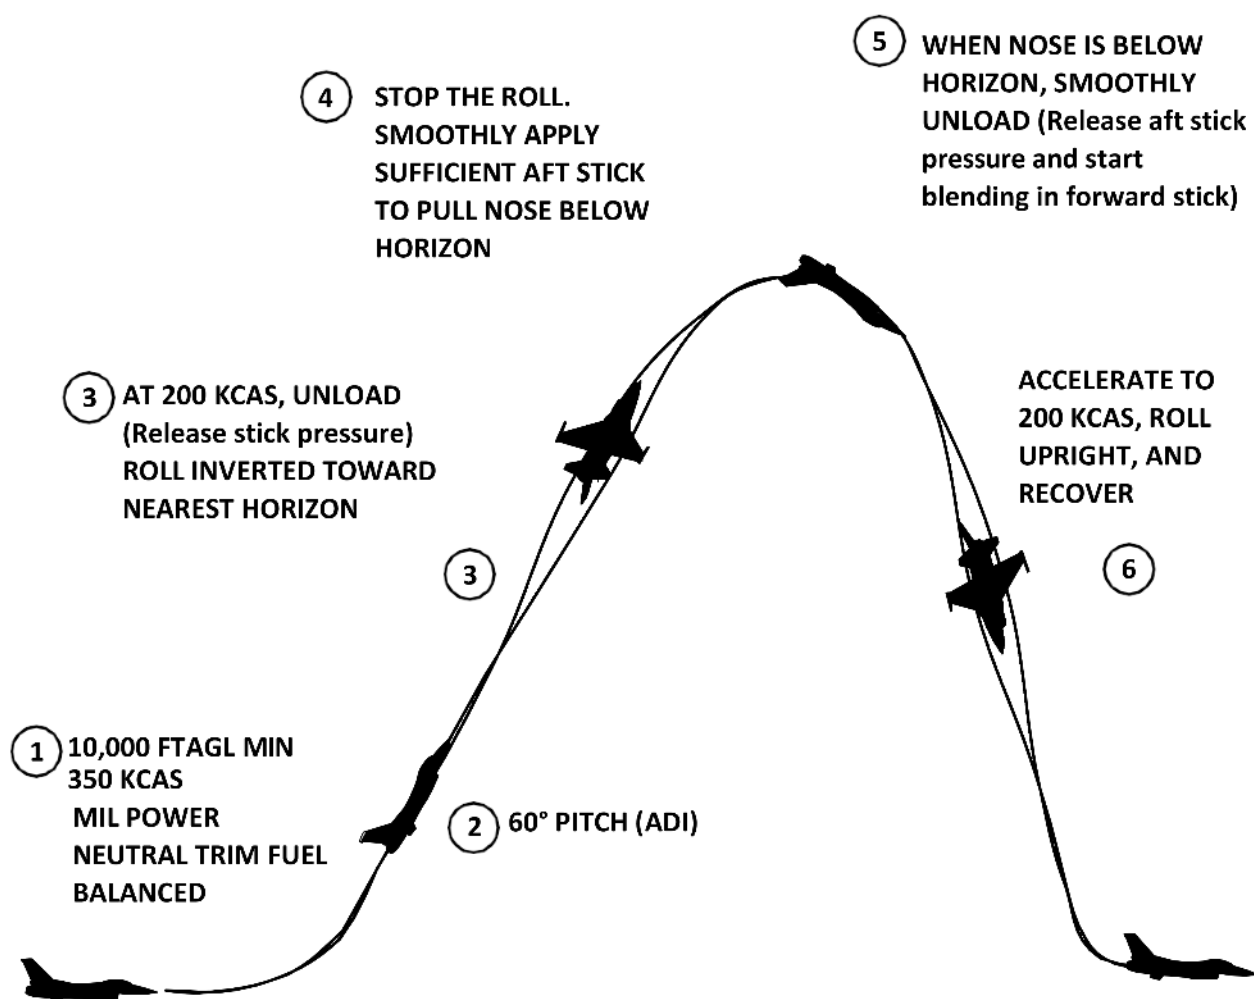 5 WHEN NOSE IS BELOW
HORIZON, SMOOTHLY
UNLOAD (Release aft stick
pressure and start
blending in forward stick)
4 STOP THE ROLL.
SMOOTHLY APPLY
SUFFICIENT AFT STICK
TO PULL NOSE BELOW
HORIZON
3 AT 200 KCAS, UNLOAD
(Release stick pressure)
ROLL INVERTED TOWARD
NEAREST HORIZON
ACCELERATE TO
200 KCAS, ROLL
UPRIGHT, AND
RECOVER
6
3
1 10,000 FTAGL MIN
350 KCAS
MIL POWER
NEUTRAL TRIM FUEL
BALANCED
2 60° PITCH (ADI)